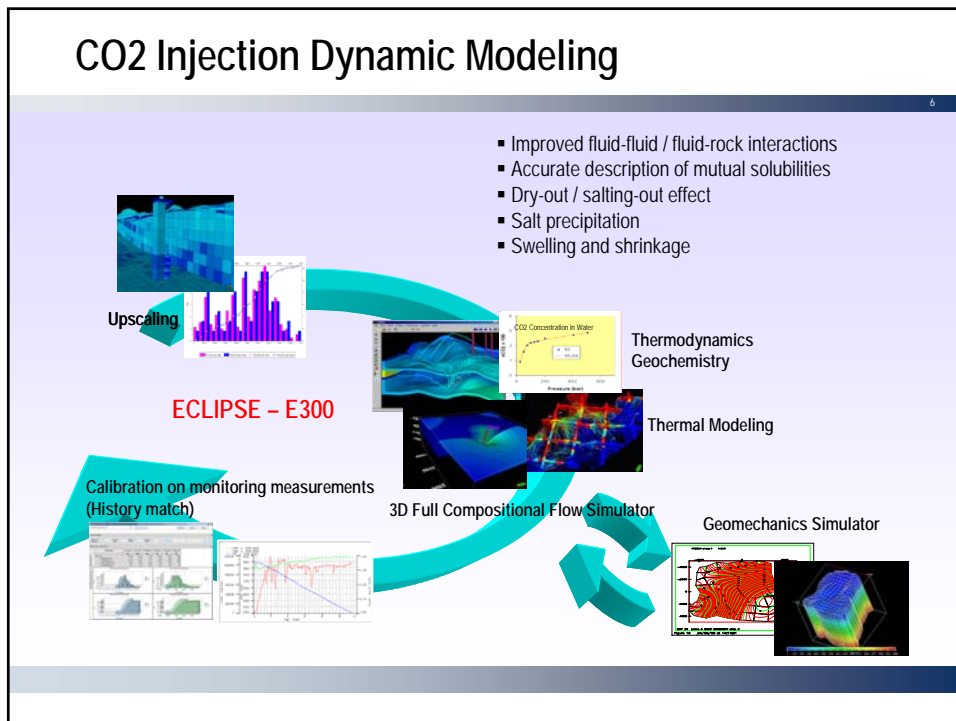 CO2 Injection Dynamic Modeling
6
▪ Improved fluid-fluid / fluid-rock interactions
▪ Accurate description of mutual solubilities
▪ Dry-out / salting-out effect
▪ Salt precipitation
▪ Swelling and shrinkage
Upscaling
CO2 Concentration in Water
Pressure (bar)
Thermodynamics
Geochemistry
ECLIPSE – E300
Thermal Modeling
Calibration on monitoring measurements
(History match)
3D Full Compositional Flow Simulator
Geomechanics Simulator